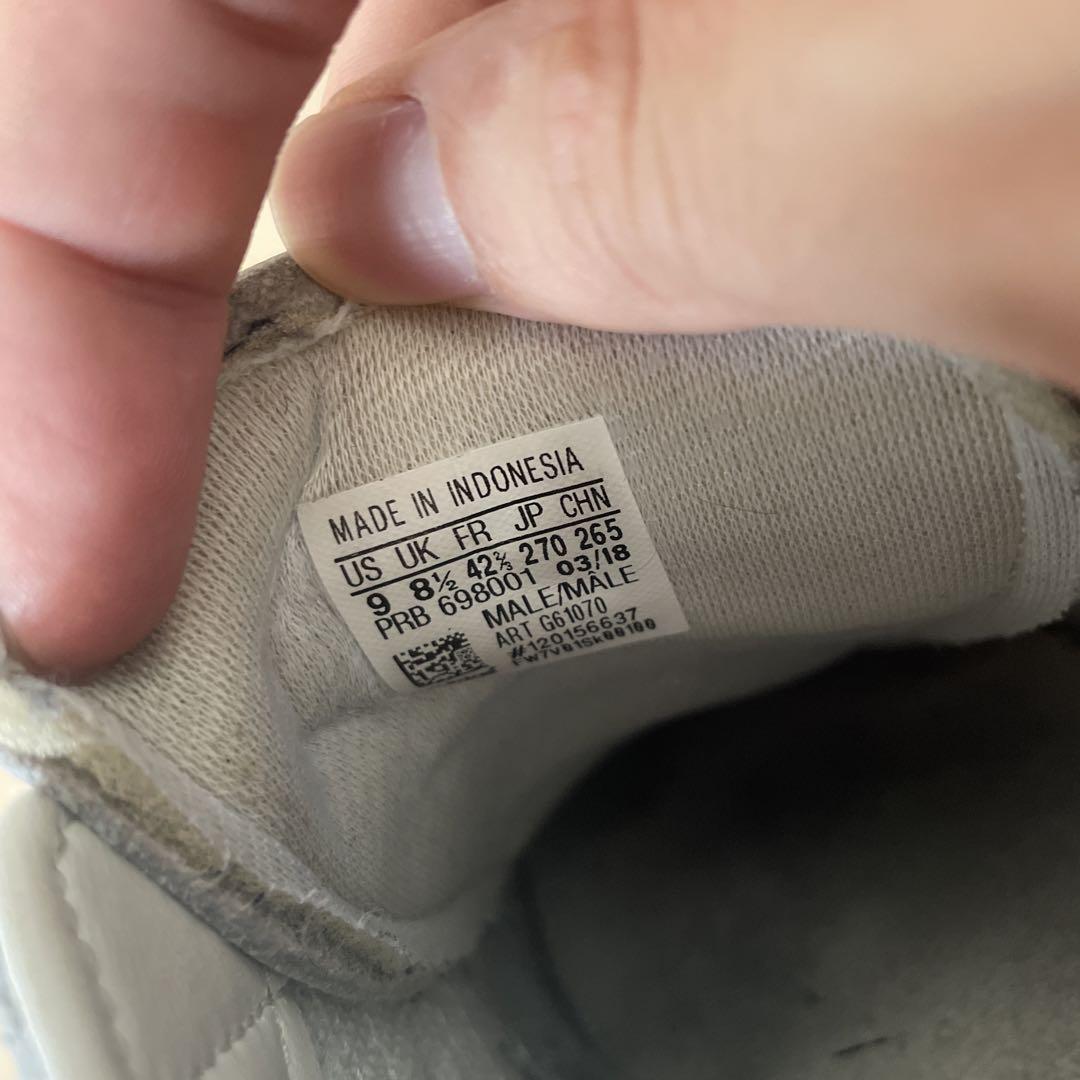 MADE IN INDONESIA
US UK FR JP CHN
9 8½ 42⅔ 270 265
PRB 698001 03/18
MALE/MÂLE
ART G61070
#120156637
FW7V01Sk00100